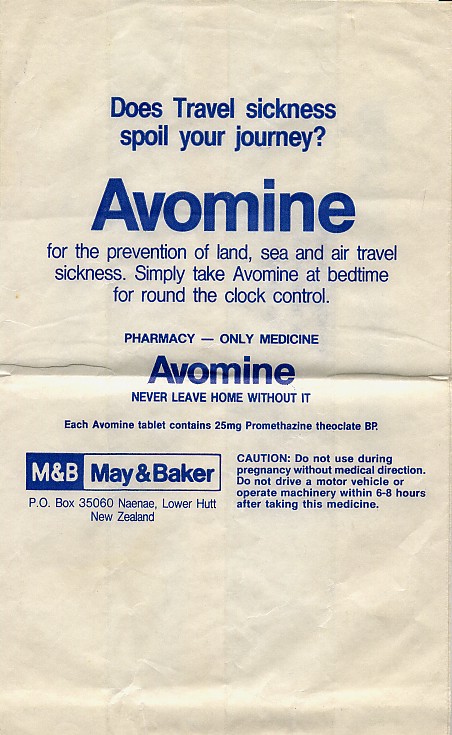 Does Travel sickness
spoil your journey?
Avomine
for the prevention of land, sea and air travel
sickness. Simply take Avomine at bedtime
for round the clock control.
PHARMACY — ONLY MEDICINE
Avomine
NEVER LEAVE HOME WITHOUT IT
Each Avomine tablet contains 25mg Promethazine theoclate BP.
M&B May&Baker
P.O. Box 35060 Naenae, Lower Hutt
New Zealand
CAUTION: Do not use during
pregnancy without medical direction.
Do not drive a motor vehicle or
operate machinery within 6-8 hours
after taking this medicine.